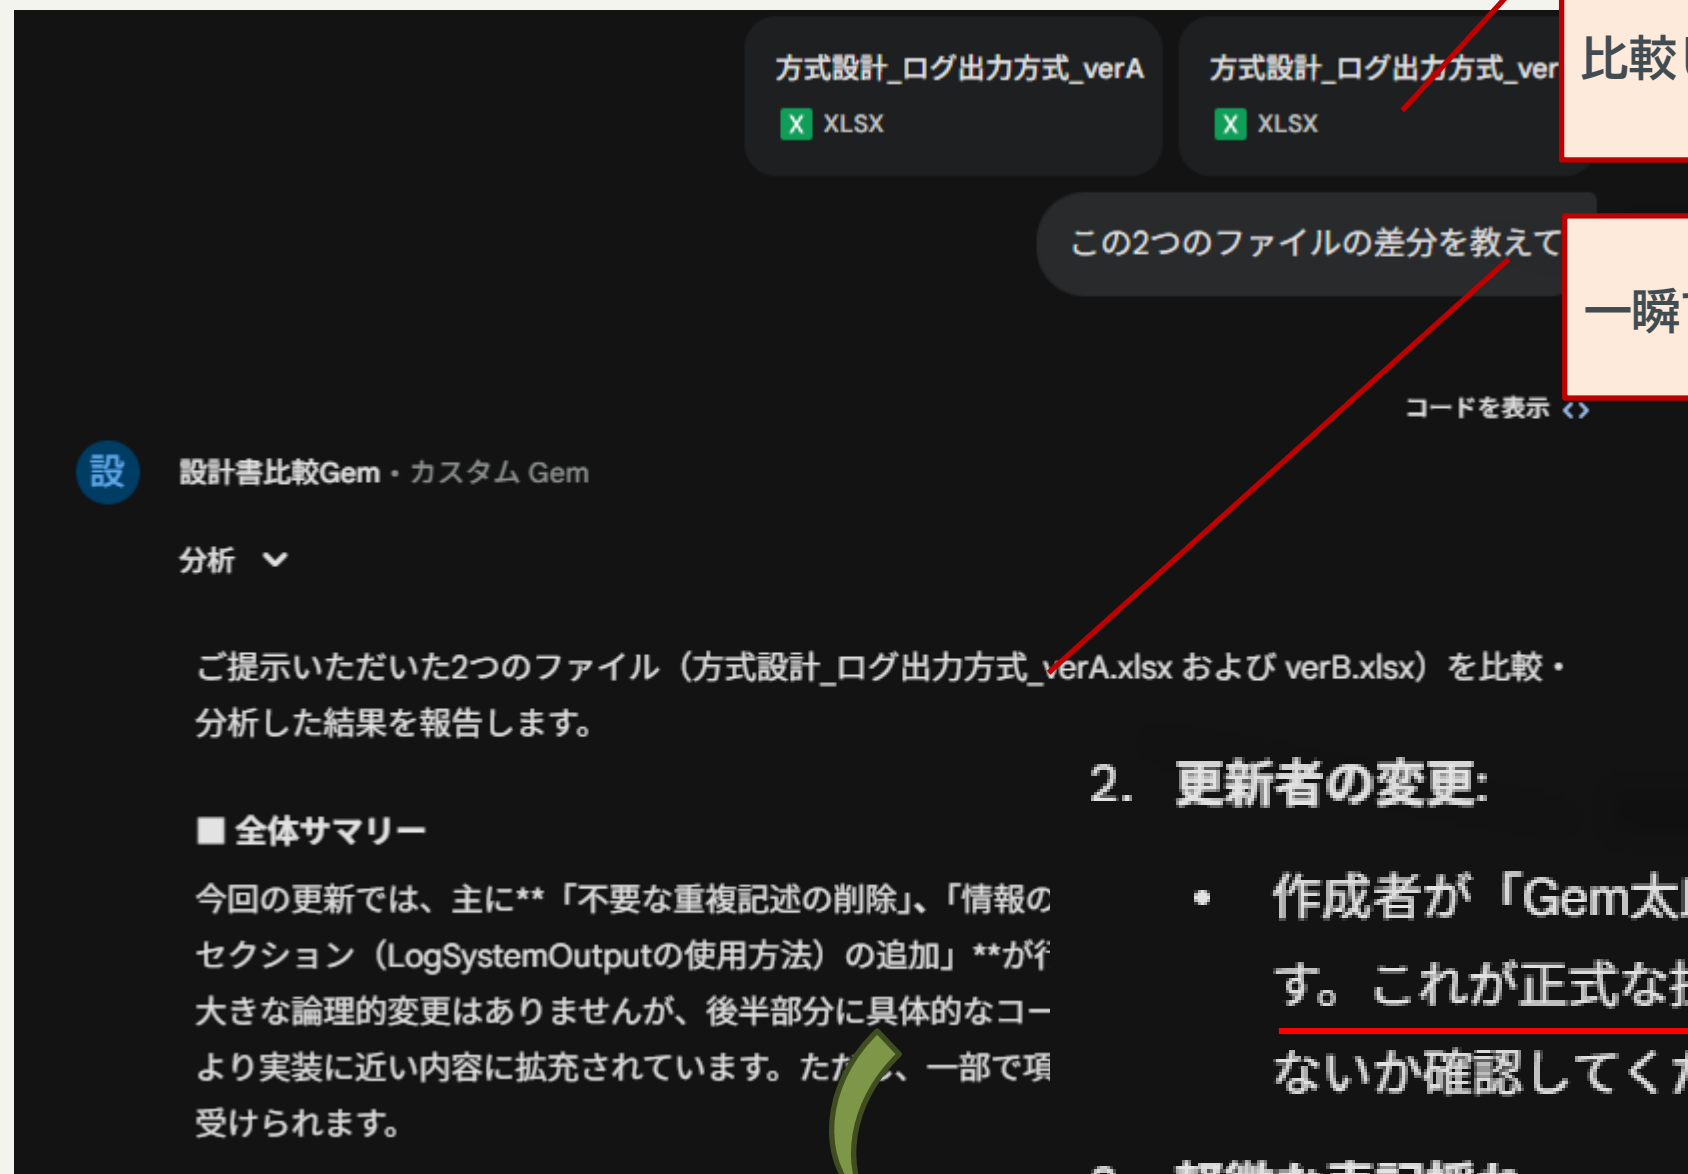 方式設計_ログ出力方式_verA
XLSX
方式設計_ログ出力方式_ver
XLSX
比較し
この2つのファイルの差分を教えて
一瞬で
コードを表示 <>
設 設計書比較Gem・カスタム Gem
分析
ご提示いただいた2つのファイル（方式設計_ログ出力方式_verA.xlsx および verB.xlsx）を比較・
分析した結果を報告します。
■ 全体サマリー
今回の更新では、主に**「不要な重複記述の削除」、「情報の
セクション（LogSystemOutputの使用方法）の追加」**が行
大きな論理的変更はありませんが、後半部分に具体的なコー
より実装に近い内容に拡充されています。ただし、一部で項
受けられます。
2. 更新者の変更:
• 作成者が「Gem太
す。これが正式な
ないか確認してくだ